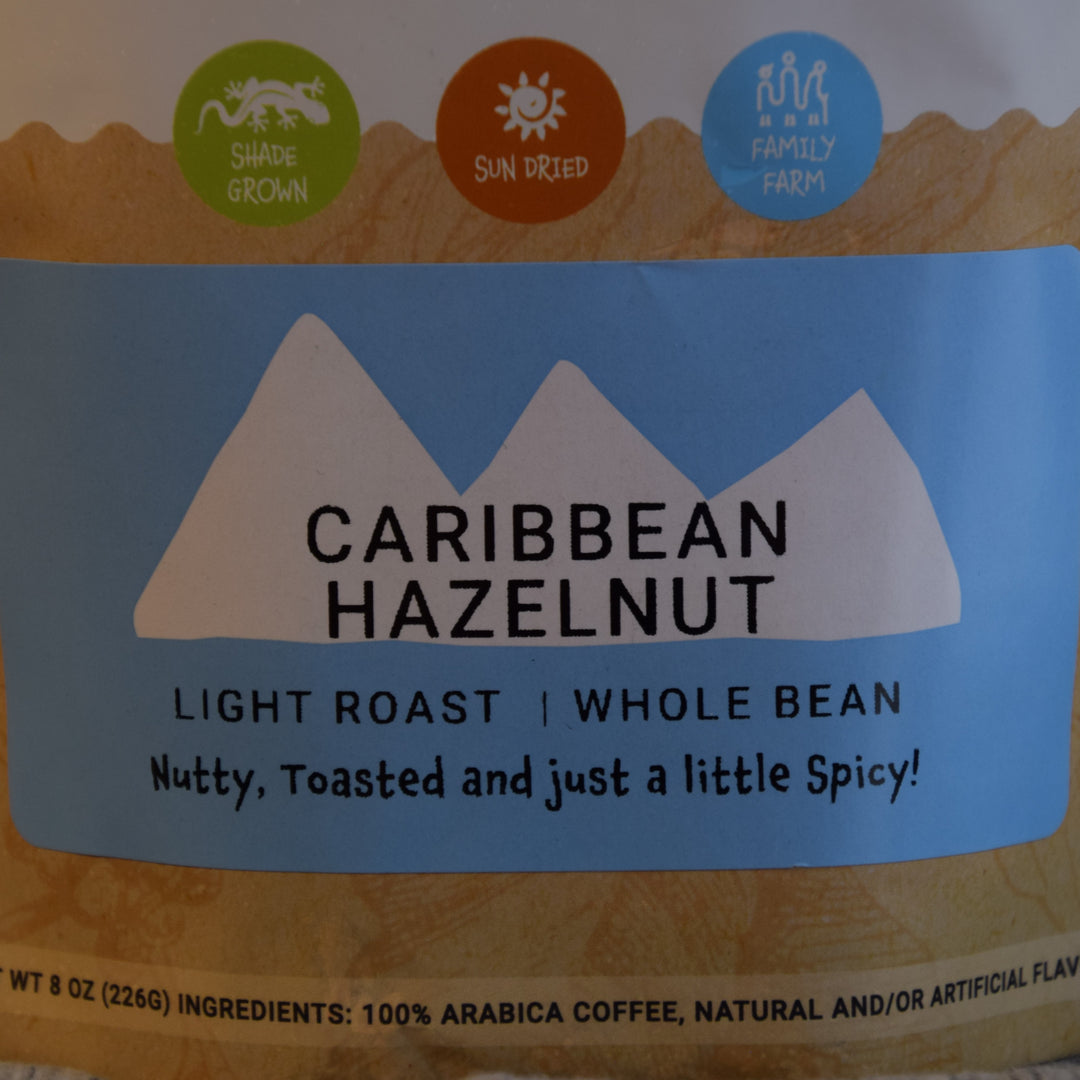 SHADE
GROWN
SUN DRIED
FAMILY
FARM
CARIBBEAN
HAZELNUT
LIGHT ROAST | WHOLE BEAN
Nutty, Toasted and just a little Spicy!
WT 8 OZ (226G) INGREDIENTS: 100% ARABICA COFFEE, NATURAL AND/OR ARTIFICIAL FLAV